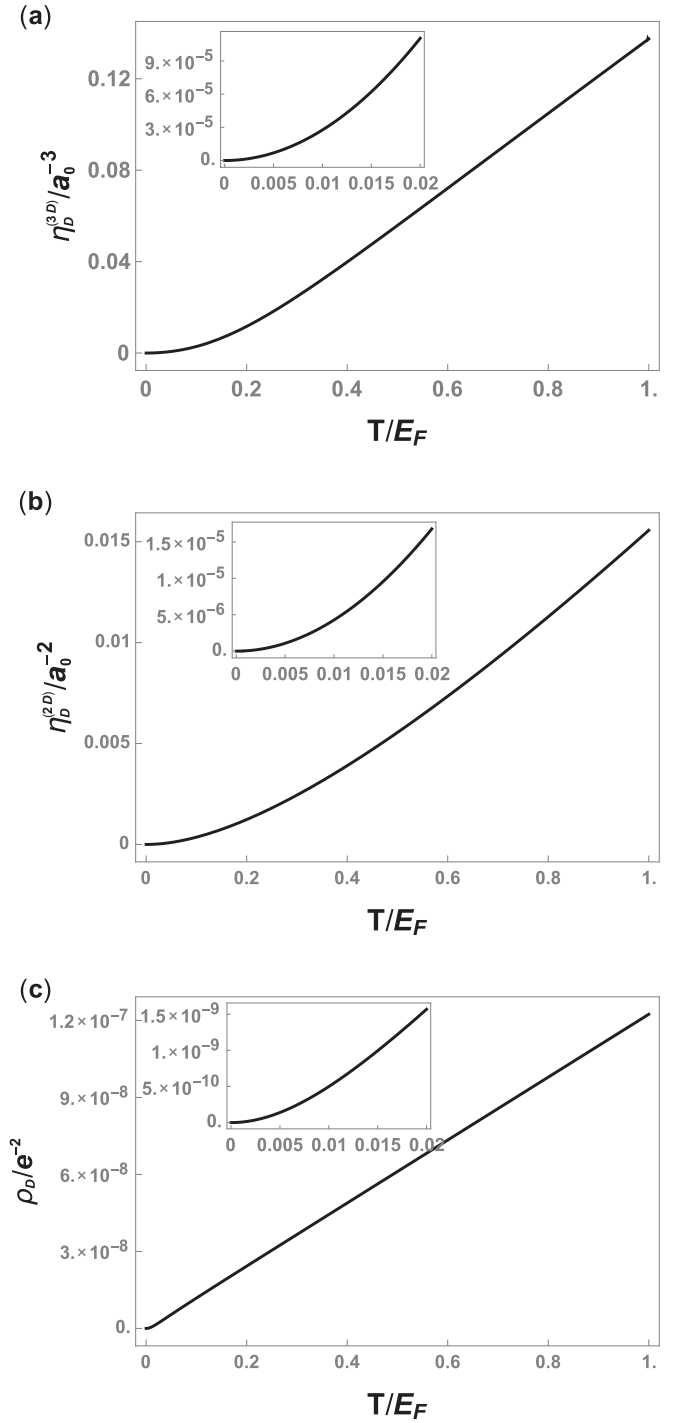 (a)
9.×10⁻⁵
6.×10⁻⁵
3.×10⁻⁵
0.
0 0.005 0.01 0.015 0.02
0.12
0.08
0.04
0
η_D^(3D)/a₀⁻³
0 0.2 0.4 0.6 0.8 1.
T/E_F
(b)
1.5×10⁻⁵
1.×10⁻⁵
5.×10⁻⁶
0.
0 0.005 0.01 0.015 0.02
0.015
0.01
0.005
0
η_D^(2D)/a₀⁻²
0 0.2 0.4 0.6 0.8 1.
T/E_F
(c)
1.5×10⁻⁹
1.×10⁻⁹
5.×10⁻¹⁰
0.
0 0.005 0.01 0.015 0.02
1.2×10⁻⁷
9.×10⁻⁸
6.×10⁻⁸
3.×10⁻⁸
0.
ρ_D/e⁻²
0 0.2 0.4 0.6 0.8 1.
T/E_F